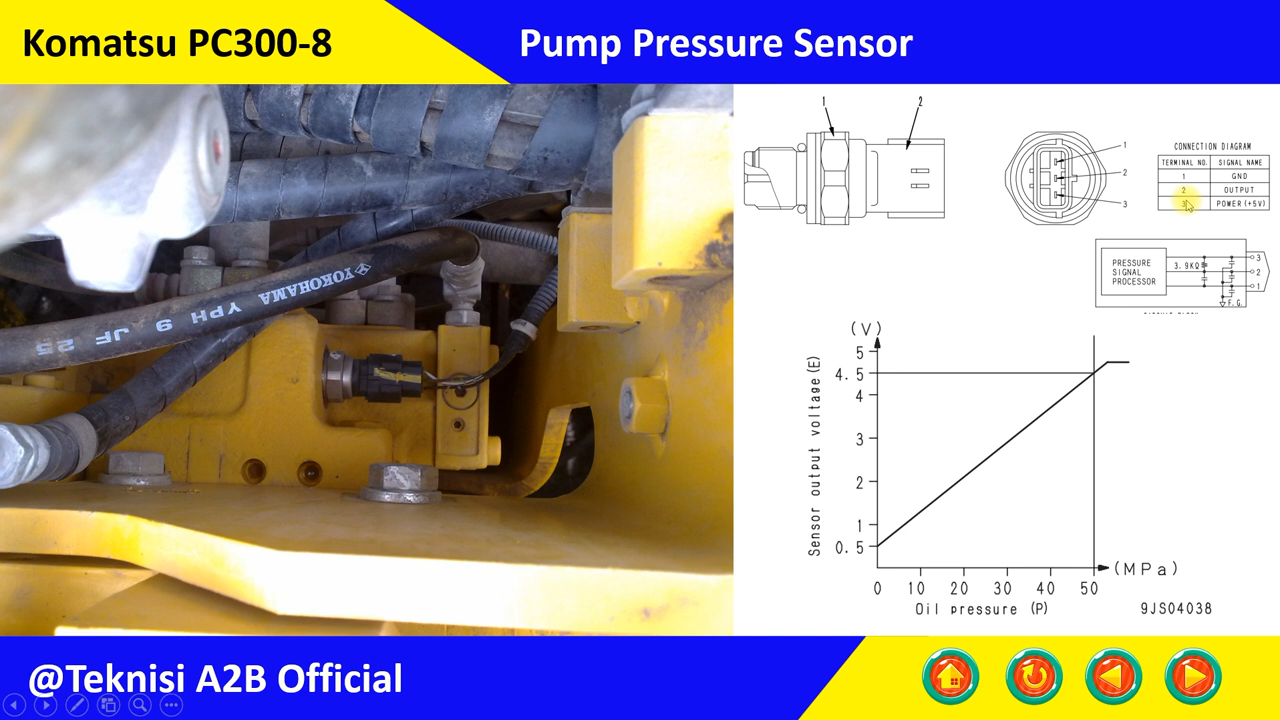 Komatsu PC300-8
Pump Pressure Sensor
YOKOHAMA
YPH 9 JF 25
1
2
1
2
3
CONNECTION DIAGRAM
TERMINAL NO. SIGNAL NAME
1 GND
2 OUTPUT
3 POWER (+5V)
PRESSURE
SIGNAL
PROCESSOR
3.9KΩ
3
2
1
F.G.
(V)
5
4.5
4
3
2
1
0.5
Sensor output voltage (E)
0 10 20 30 40 50
(MPa)
Oil pressure (P)
9JS04038
@Teknisi A2B Official